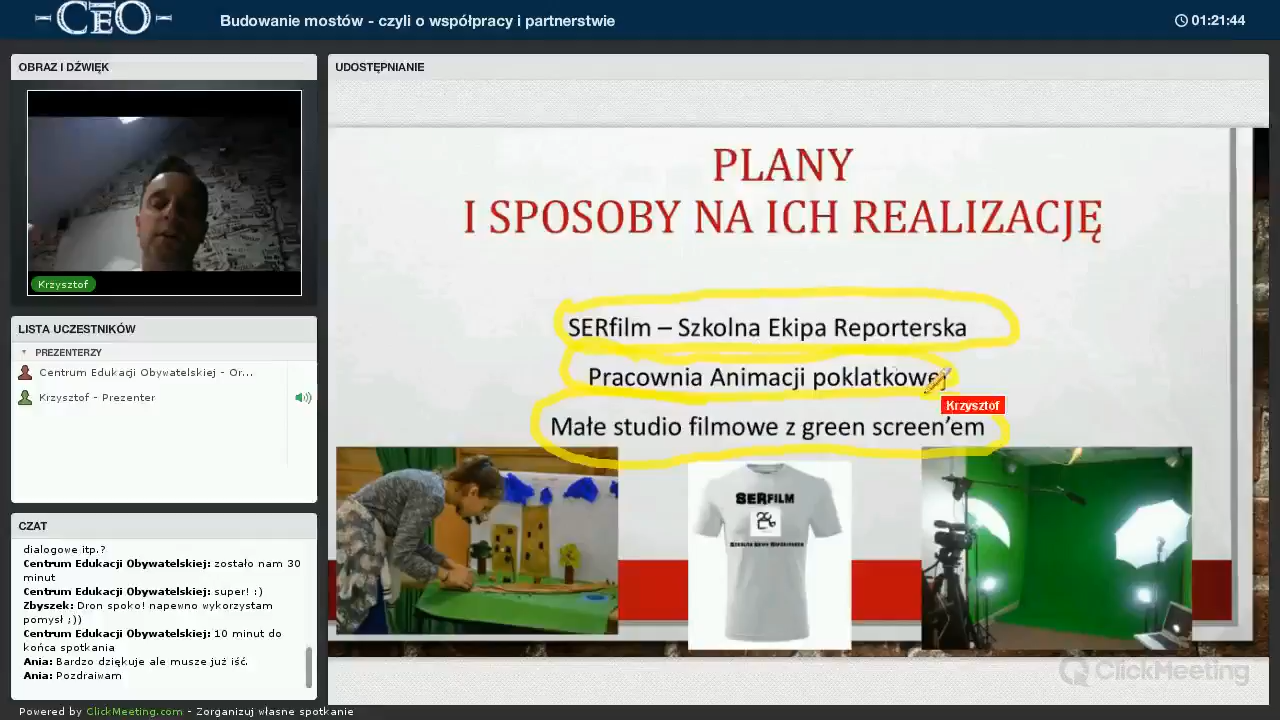 CEO
Budowanie mostów - czyli o współpracy i partnerstwie
01:21:44
OBRAZ I DŹWIĘK
Krzysztof
LISTA UCZESTNIKÓW
PREZENTERZY
Centrum Edukacji Obywatelskiej - Or...
Krzysztof - Prezenter
CZAT
dialogowe itp.?
Centrum Edukacji Obywatelskiej: zostało nam 30
minut
Centrum Edukacji Obywatelskiej: super! :)
Zbyszek: Dron spoko! napewno wykorzystam
pomysł ;))
Centrum Edukacji Obywatelskiej: 10 minut do
końca spotkania
Ania: Bardzo dziękuje ale musze już iść.
Ania: Pozdraiwam
UDOSTĘPNIANIE
PLANY
I SPOSOBY NA ICH REALIZACJĘ
SERfilm – Szkolna Ekipa Reporterska
Pracownia Animacji poklatkowej
Krzysztof
Małe studio filmowe z green screen’em
SERFILM
ClickMeeting
Powered by ClickMeeting.com - Zorganizuj własne spotkanie